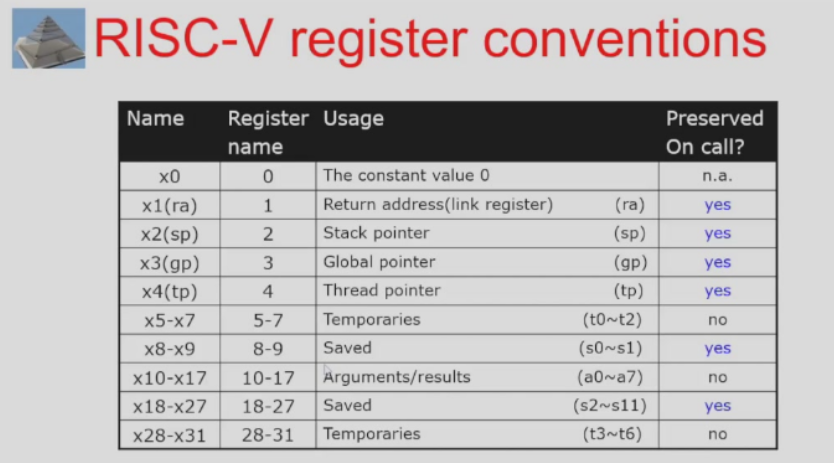 RISC-V register conventions
Name Register name Usage Preserved On call?
x0 0 The constant value 0 n.a.
x1(ra) 1 Return address(link register) (ra) yes
x2(sp) 2 Stack pointer (sp) yes
x3(gp) 3 Global pointer (gp) yes
x4(tp) 4 Thread pointer (tp) yes
x5-x7 5-7 Temporaries (t0~t2) no
x8-x9 8-9 Saved (s0~s1) yes
x10-x17 10-17 Arguments/results (a0~a7) no
x18-x27 18-27 Saved (s2~s11) yes
x28-x31 28-31 Temporaries (t3~t6) no